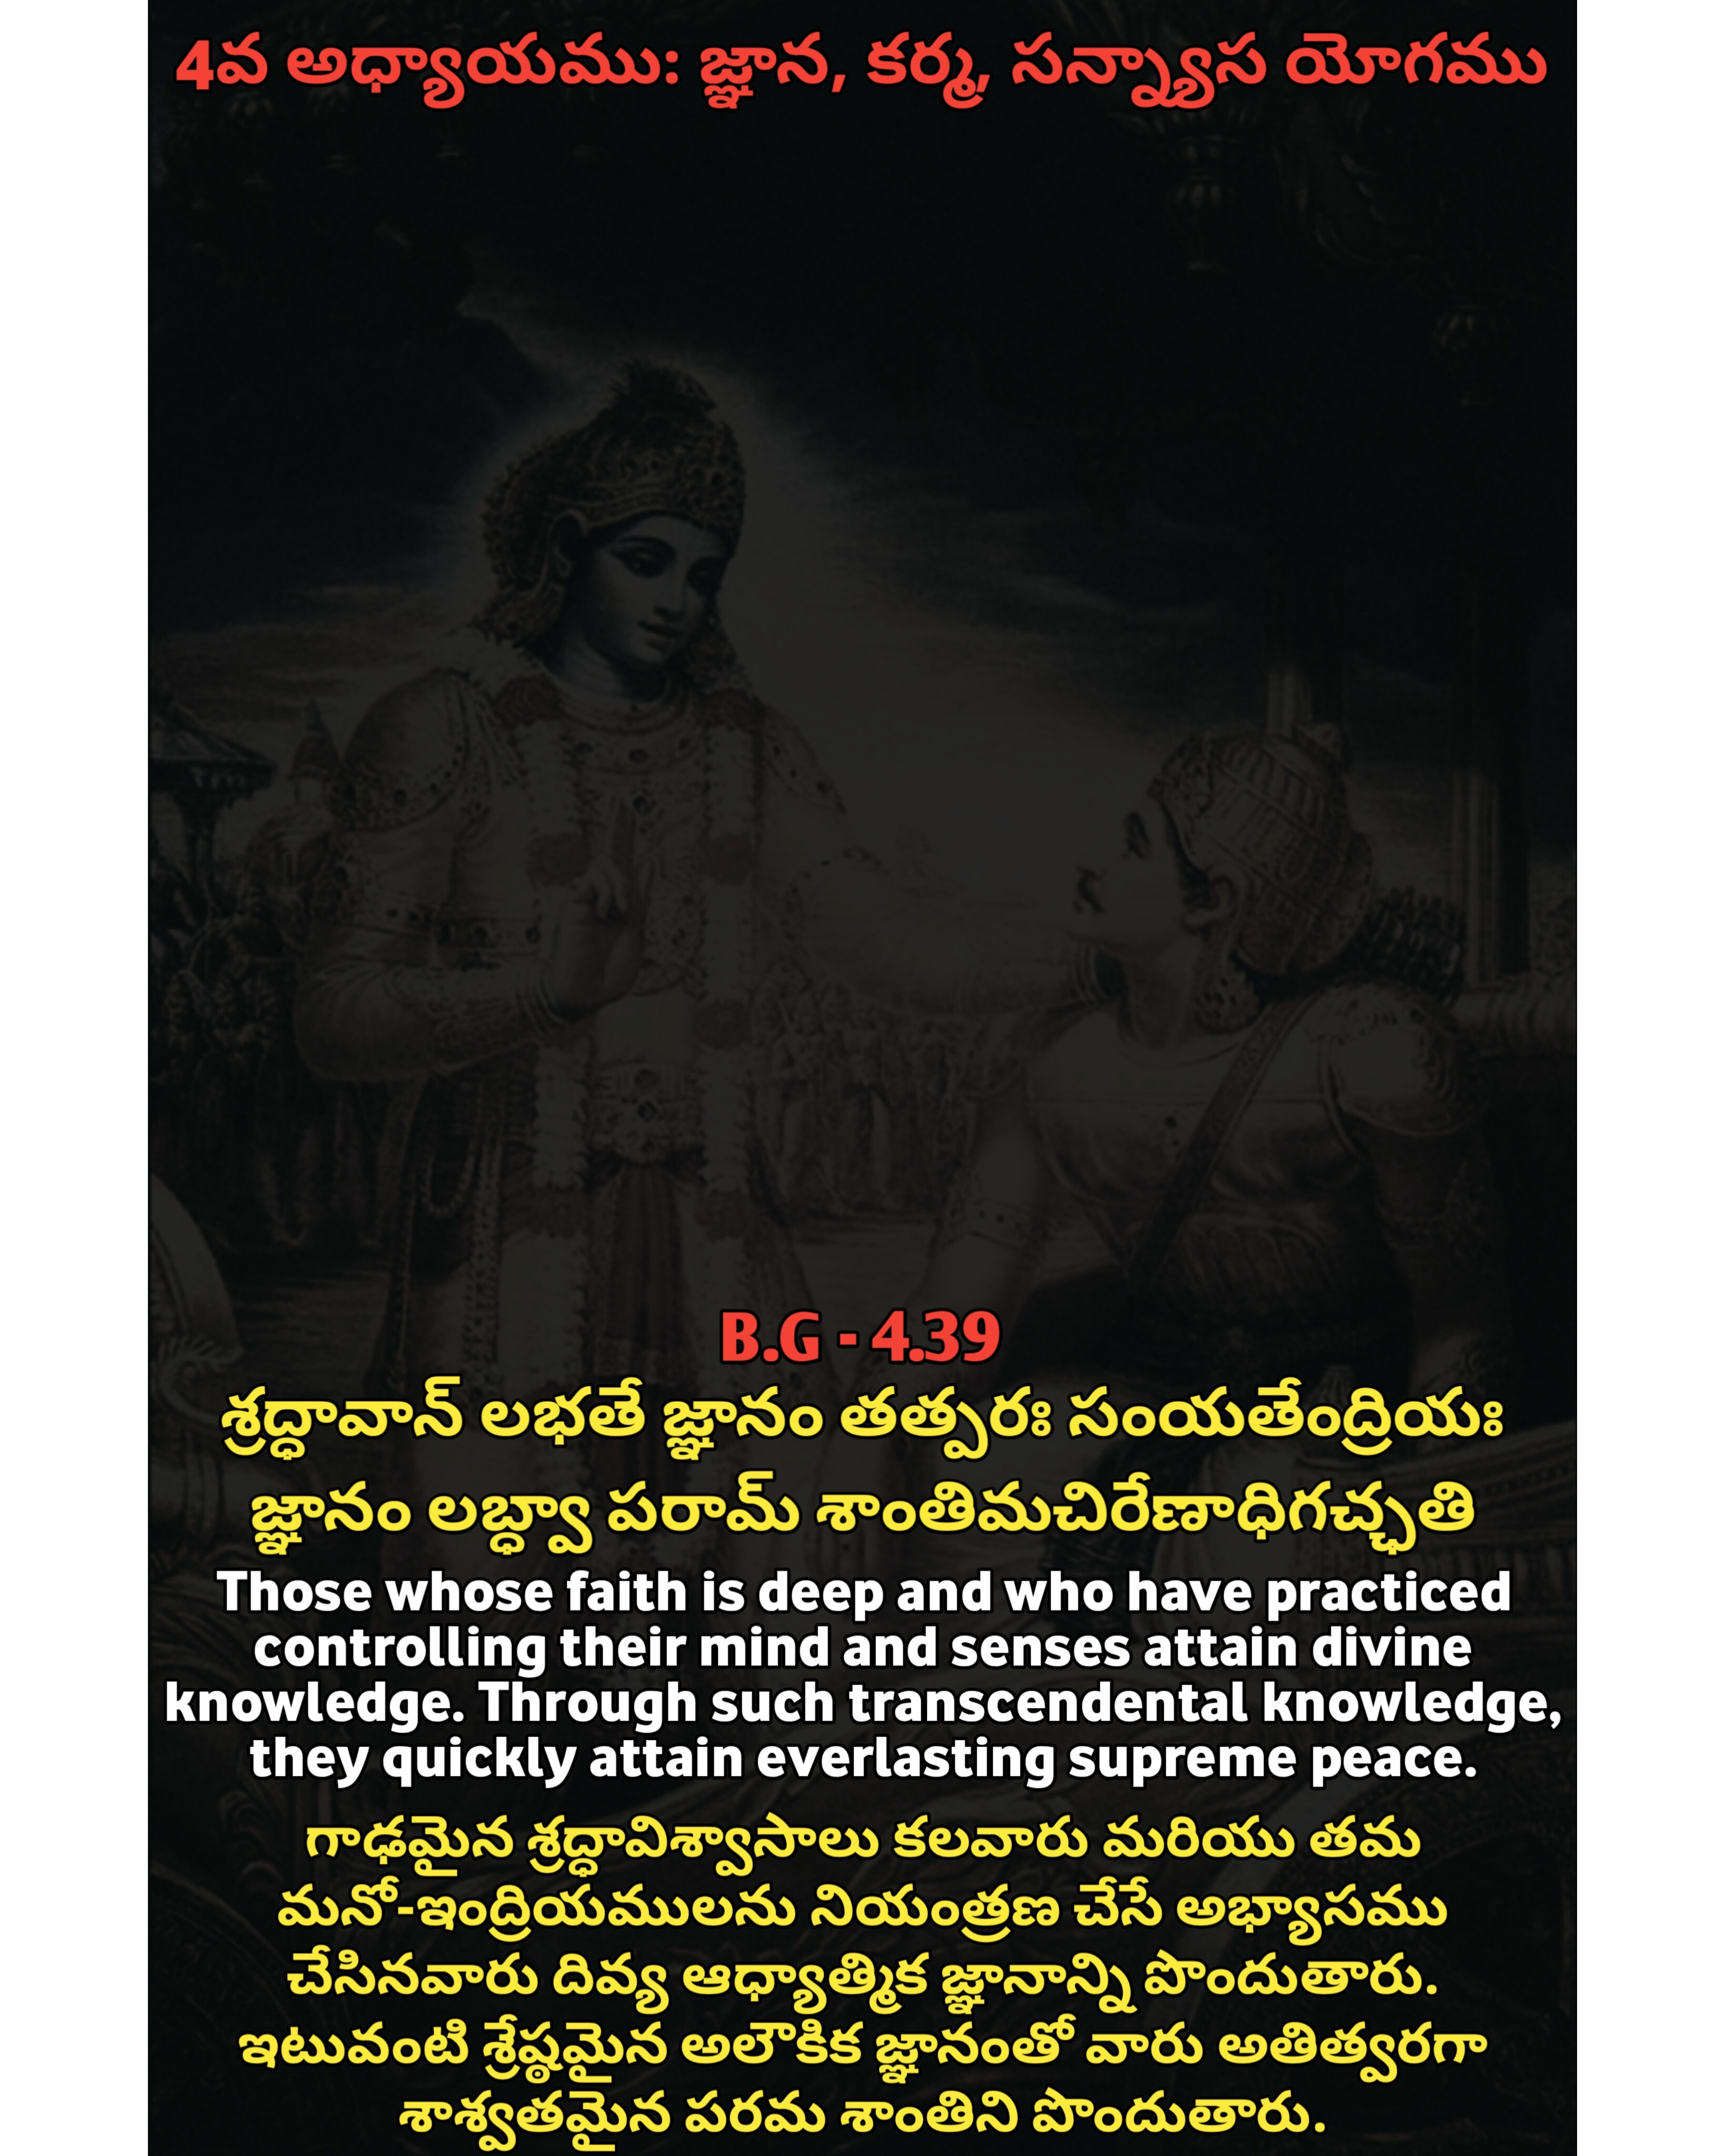 4వ అధ్యాయము: జ్ఞాన, కర్మ, సన్న్యాస యోగము
B.G - 4.39
శ్రద్ధావాన్ లభతే జ్ఞానం తత్పరః సంయతేంద్రియః
జ్ఞానం లబ్ధ్వా పరామ్ శాంతిమచిరేణాధిగచ్ఛతి
Those whose faith is deep and who have practiced
controlling their mind and senses attain divine
knowledge. Through such transcendental knowledge,
they quickly attain everlasting supreme peace.
గాఢమైన శ్రద్ధావిశ్వాసాలు కలవారు మరియు తమ
మనో-ఇంద్రియములను నియంత్రణ చేసే అభ్యాసము
చేసినవారు దివ్య ఆధ్యాత్మిక జ్ఞానాన్ని పొందుతారు.
ఇటువంటి శ్రేష్ఠమైన అలౌకిక జ్ఞానంతో వారు అతిత్వరగా
శాశ్వతమైన పరమ శాంతిని పొందుతారు.